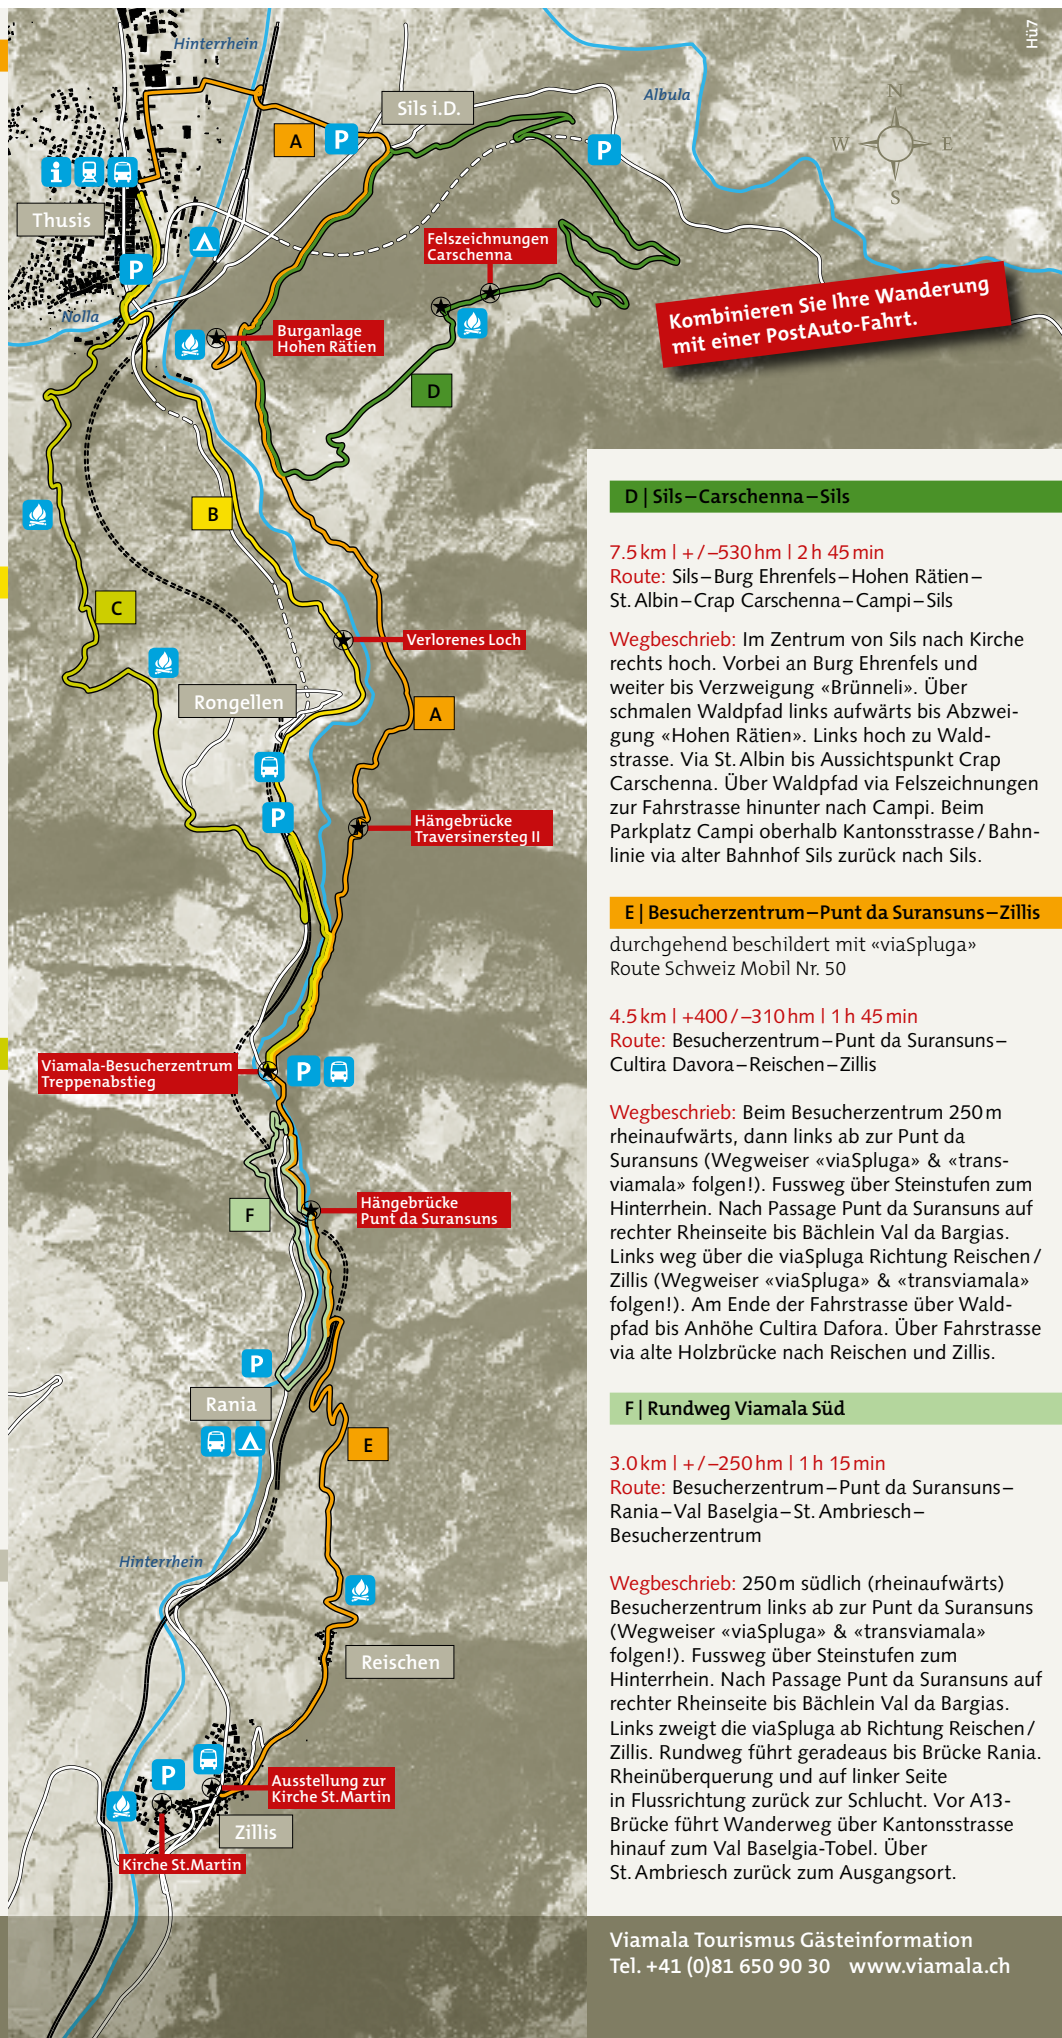 Hü7
Hinterrhein
Albula
Sils i.D.
N
W
E
S
A
P
P
i
Thusis
P
Nolla
Felszeichnungen
Carschenna
Kombinieren Sie Ihre Wanderung
mit einer PostAuto-Fahrt.
Burganlage
Hohen Rätien
D
B
C
Verlorenes Loch
Rongellen
A
P
Hängebrücke
Traversinersteg II
Viamala-Besucherzentrum
Treppenabstieg
P
F
Hängebrücke
Punt da Suransuns
P
Rania
E
Hinterrhein
Reischen
P
Ausstellung zur
Kirche St.Martin
Zillis
Kirche St.Martin
D | Sils–Carschenna–Sils
7.5 km | +/–530 hm | 2 h 45 min
Route: Sils–Burg Ehrenfels–Hohen Rätien–
St. Albin–Crap Carschenna–Campi–Sils
Wegbeschrieb: Im Zentrum von Sils nach Kirche
rechts hoch. Vorbei an Burg Ehrenfels und
weiter bis Verzweigung «Brünneli». Über
schmalen Waldpfad links aufwärts bis Abzwei-
gung «Hohen Rätien». Links hoch zu Wald-
strasse. Via St. Albin bis Aussichtspunkt Crap
Carschenna. Über Waldpfad via Felszeichnungen
zur Fahrstrasse hinunter nach Campi. Beim
Parkplatz Campi oberhalb Kantonsstrasse/Bahn-
linie via alter Bahnhof Sils zurück nach Sils.
E | Besucherzentrum–Punt da Suransuns–Zillis
durchgehend beschildert mit «viaSpluga»
Route Schweiz Mobil Nr. 50
4.5 km | +400/–310 hm | 1 h 45 min
Route: Besucherzentrum–Punt da Suransuns–
Cultira Davora–Reischen–Zillis
Wegbeschrieb: Beim Besucherzentrum 250 m
rheinaufwärts, dann links ab zur Punt da
Suransuns (Wegweiser «viaSpluga» & «trans-
viamala» folgen!). Fussweg über Steinstufen zum
Hinterrhein. Nach Passage Punt da Suransuns auf
rechter Rheinseite bis Bächlein Val da Bargias.
Links weg über die viaSpluga Richtung Reischen/
Zillis (Wegweiser «viaSpluga» & «transviamala»
folgen!). Am Ende der Fahrstrasse über Wald-
pfad bis Anhöhe Cultira Dafora. Über Fahrstrasse
via alte Holzbrücke nach Reischen und Zillis.
F | Rundweg Viamala Süd
3.0 km | +/–250 hm | 1 h 15 min
Route: Besucherzentrum–Punt da Suransuns–
Rania–Val Baselgia–St. Ambriesch–
Besucherzentrum
Wegbeschrieb: 250 m südlich (rheinaufwärts)
Besucherzentrum links ab zur Punt da Suransuns
(Wegweiser «viaSpluga» & «transviamala»
folgen!). Fussweg über Steinstufen zum
Hinterrhein. Nach Passage Punt da Suransuns auf
rechter Rheinseite bis Bächlein Val da Bargias.
Links zweigt die viaSpluga ab Richtung Reischen/
Zillis. Rundweg führt geradeaus bis Brücke Rania.
Rheinüberquerung und auf linker Seite
in Flussrichtung zurück zur Schlucht. Vor A13-
Brücke führt Wanderweg über Kantonsstrasse
hinauf zum Val Baselgia-Tobel. Über
St. Ambriesch zurück zum Ausgangsort.
Viamala Tourismus Gästeinformation
Tel. +41 (0)81 650 90 30 www.viamala.ch